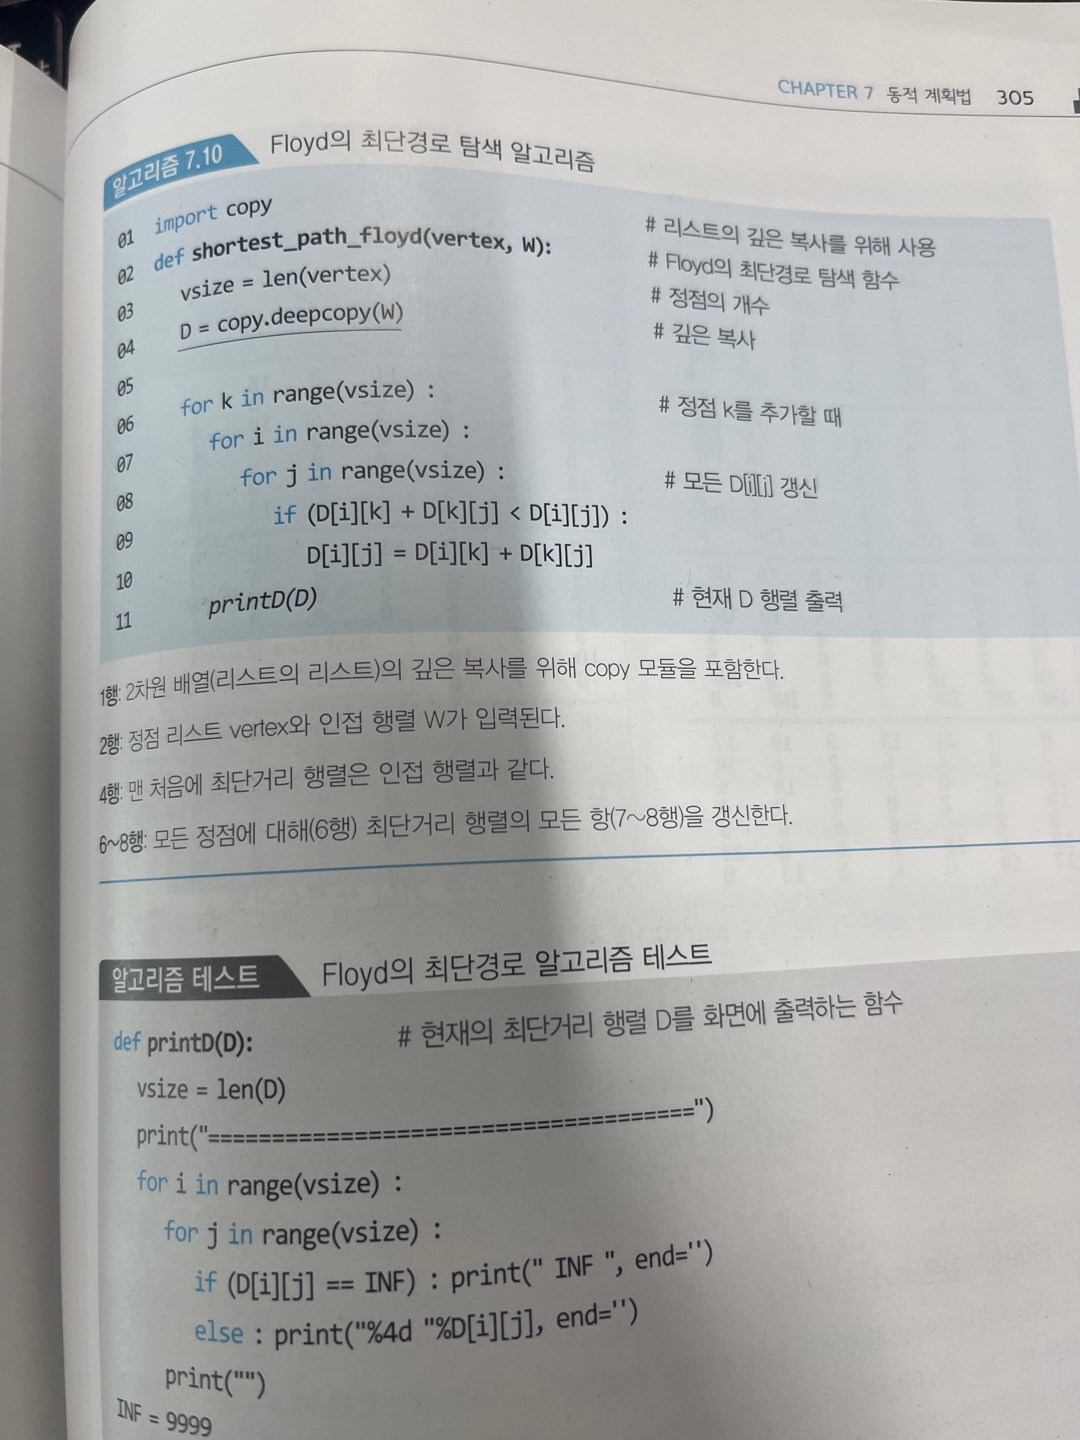 CHAPTER 7 동적 계획법 305
알고리즘 7.10 Floyd의 최단경로 탐색 알고리즘
01 import copy # 리스트의 깊은 복사를 위해 사용
02 def shortest_path_floyd(vertex, W): # Floyd의 최단경로 탐색 함수
03 vsize = len(vertex) # 정점의 개수
04 D = copy.deepcopy(W) # 깊은 복사
05
06 for k in range(vsize) : # 정점 k를 추가할 때
07 for i in range(vsize) :
08 for j in range(vsize) : # 모든 D[i][j] 갱신
09 if (D[i][k] + D[k][j] < D[i][j]) :
10 D[i][j] = D[i][k] + D[k][j]
11 printD(D) # 현재 D 행렬 출력
1행: 2차원 배열(리스트의 리스트)의 깊은 복사를 위해 copy 모듈을 포함한다.
2행: 정점 리스트 vertex와 인접 행렬 W가 입력된다.
4행: 맨 처음에 최단거리 행렬은 인접 행렬과 같다.
6~8행: 모든 정점에 대해(6행) 최단거리 행렬의 모든 항(7~8행)을 갱신한다.
알고리즘 테스트 Floyd의 최단경로 알고리즘 테스트
def printD(D): # 현재의 최단거리 행렬 D를 화면에 출력하는 함수
vsize = len(D)
print("====================================")
for i in range(vsize) :
for j in range(vsize) :
if (D[i][j] == INF) : print(" INF ", end='')
else : print("%4d "%D[i][j], end='')
print("")
INF = 9999